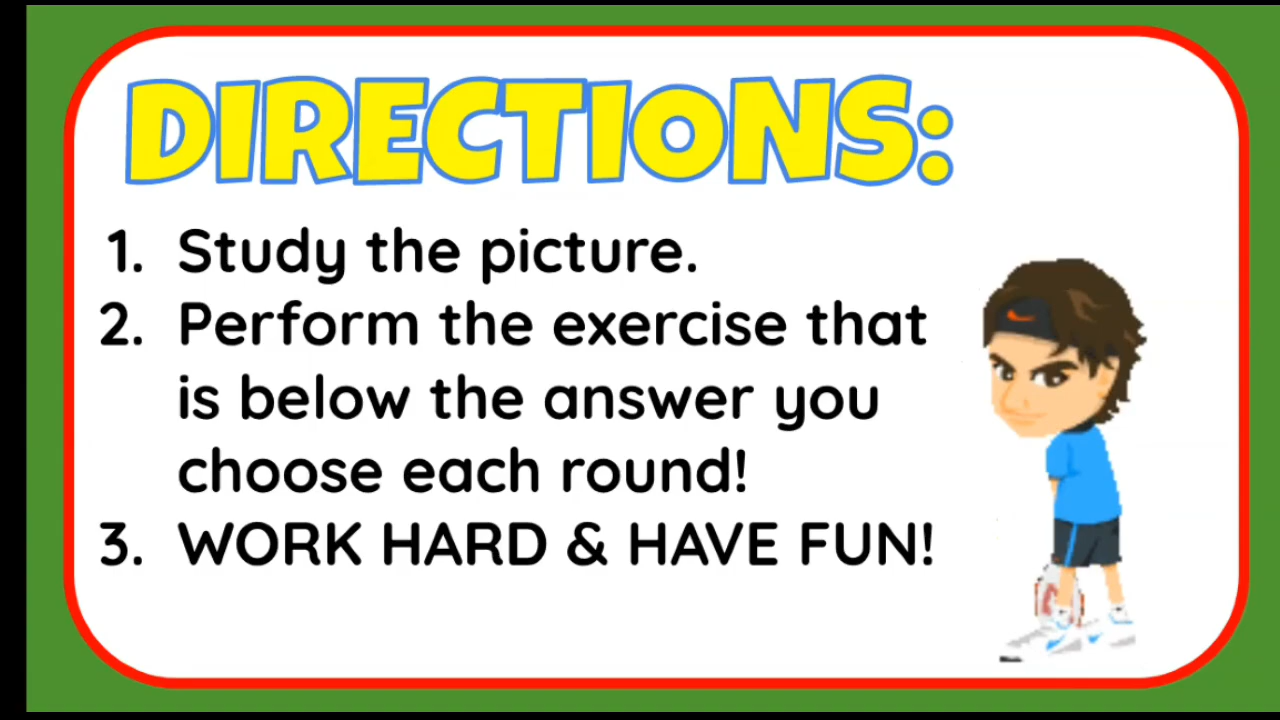 DIRECTIONS:
1. Study the picture.
2. Perform the exercise that
is below the answer you
choose each round!
3. WORK HARD & HAVE FUN!